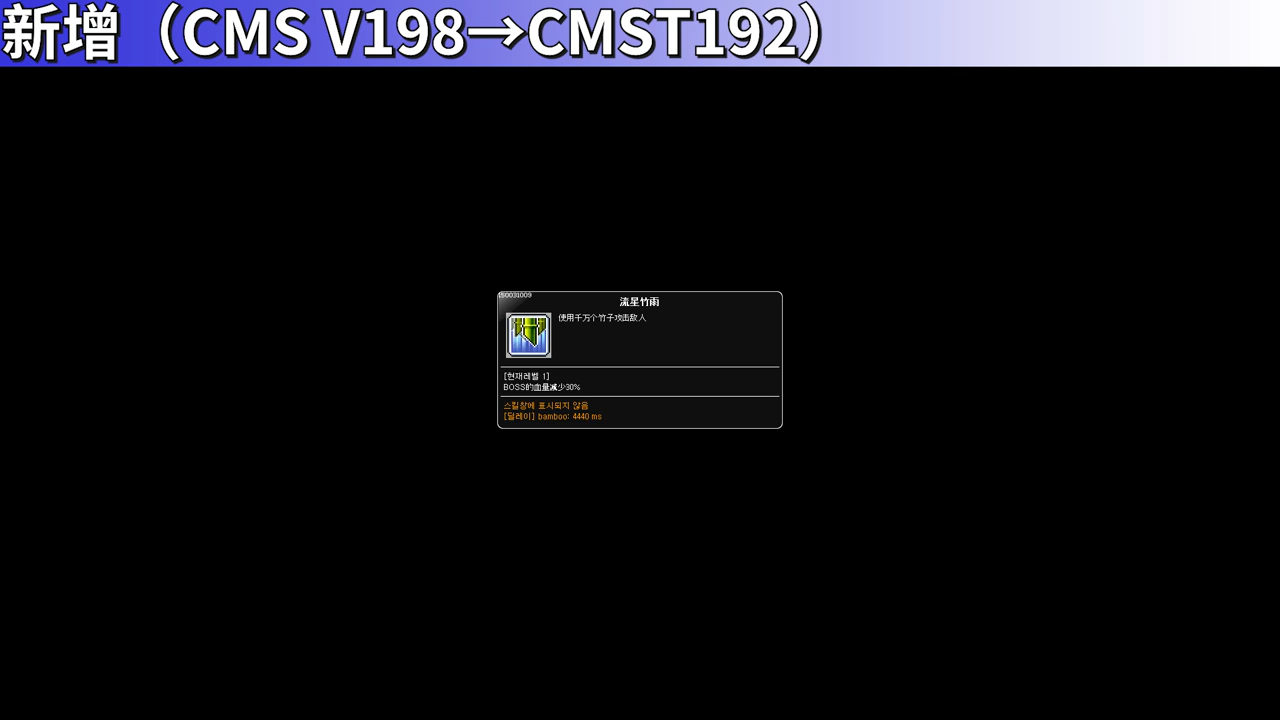 新增（CMS V198→CMST192）
150031009
流星竹雨
使用千万个竹子攻击敌人
[현재레벨 1]
BOSS的血量减少30%
스킬창에 표시되지 않음
[딜레이] bamboo: 4440 ms